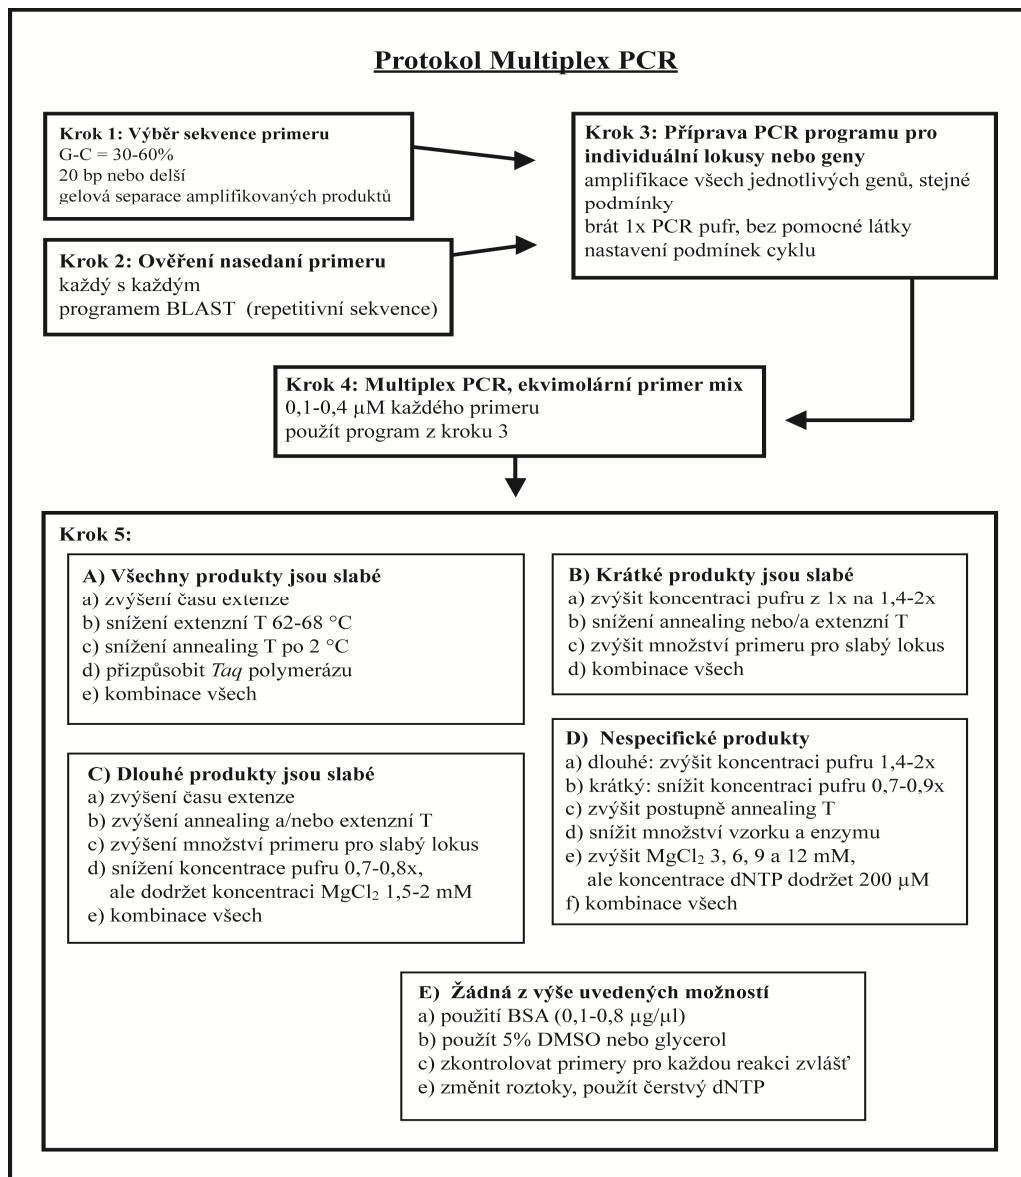 Protokol Multiplex PCR
Krok 1: Výběr sekvence primeru
G-C = 30-60%
20 bp nebo delší
gelová separace amplifikovaných produktů
Krok 2: Ověření nasedaní primeru
každý s každým
programem BLAST (repetitivní sekvence)
Krok 3: Příprava PCR programu pro
individuální lokusy nebo geny
amplifikace všech jednotlivých genů, stejné
podmínky
brát 1x PCR pufr, bez pomocné látky
nastavení podmínek cyklu
Krok 4: Multiplex PCR, ekvimolární primer mix
0,1-0,4 µM každého primeru
použít program z kroku 3
Krok 5:
A) Všechny produkty jsou slabé
a) zvýšení času extenze
b) snížení extenzní T 62-68 °C
c) snížení annealing T po 2 °C
d) přizpůsobit Taq polymerázu
e) kombinace všech
B) Krátké produkty jsou slabé
a) zvýšit koncentraci pufru z 1x na 1,4-2x
b) snížení annealing nebo/a extenzní T
c) zvýšit množství primeru pro slabý lokus
d) kombinace všech
C) Dlouhé produkty jsou slabé
a) zvýšení času extenze
b) zvýšení annealing a/nebo extenzní T
c) zvýšení množství primeru pro slabý lokus
d) snížení koncentrace pufru 0,7-0,8x,
ale dodržet koncentraci MgCl₂ 1,5-2 mM
e) kombinace všech
D) Nespecifické produkty
a) dlouhé: zvýšit koncentraci pufru 1,4-2x
b) krátký: snížit koncentraci pufru 0,7-0,9x
c) zvýšit postupně annealing T
d) snížit množství vzorku a enzymu
e) zvýšit MgCl₂ 3, 6, 9 a 12 mM,
ale koncentrace dNTP dodržet 200 µM
f) kombinace všech
E) Žádná z výše uvedených možností
a) použití BSA (0,1-0,8 µg/µl)
b) použít 5% DMSO nebo glycerol
c) zkontrolovat primery pro každou reakci zvlášť
e) změnit roztoky, použít čerstvý dNTP